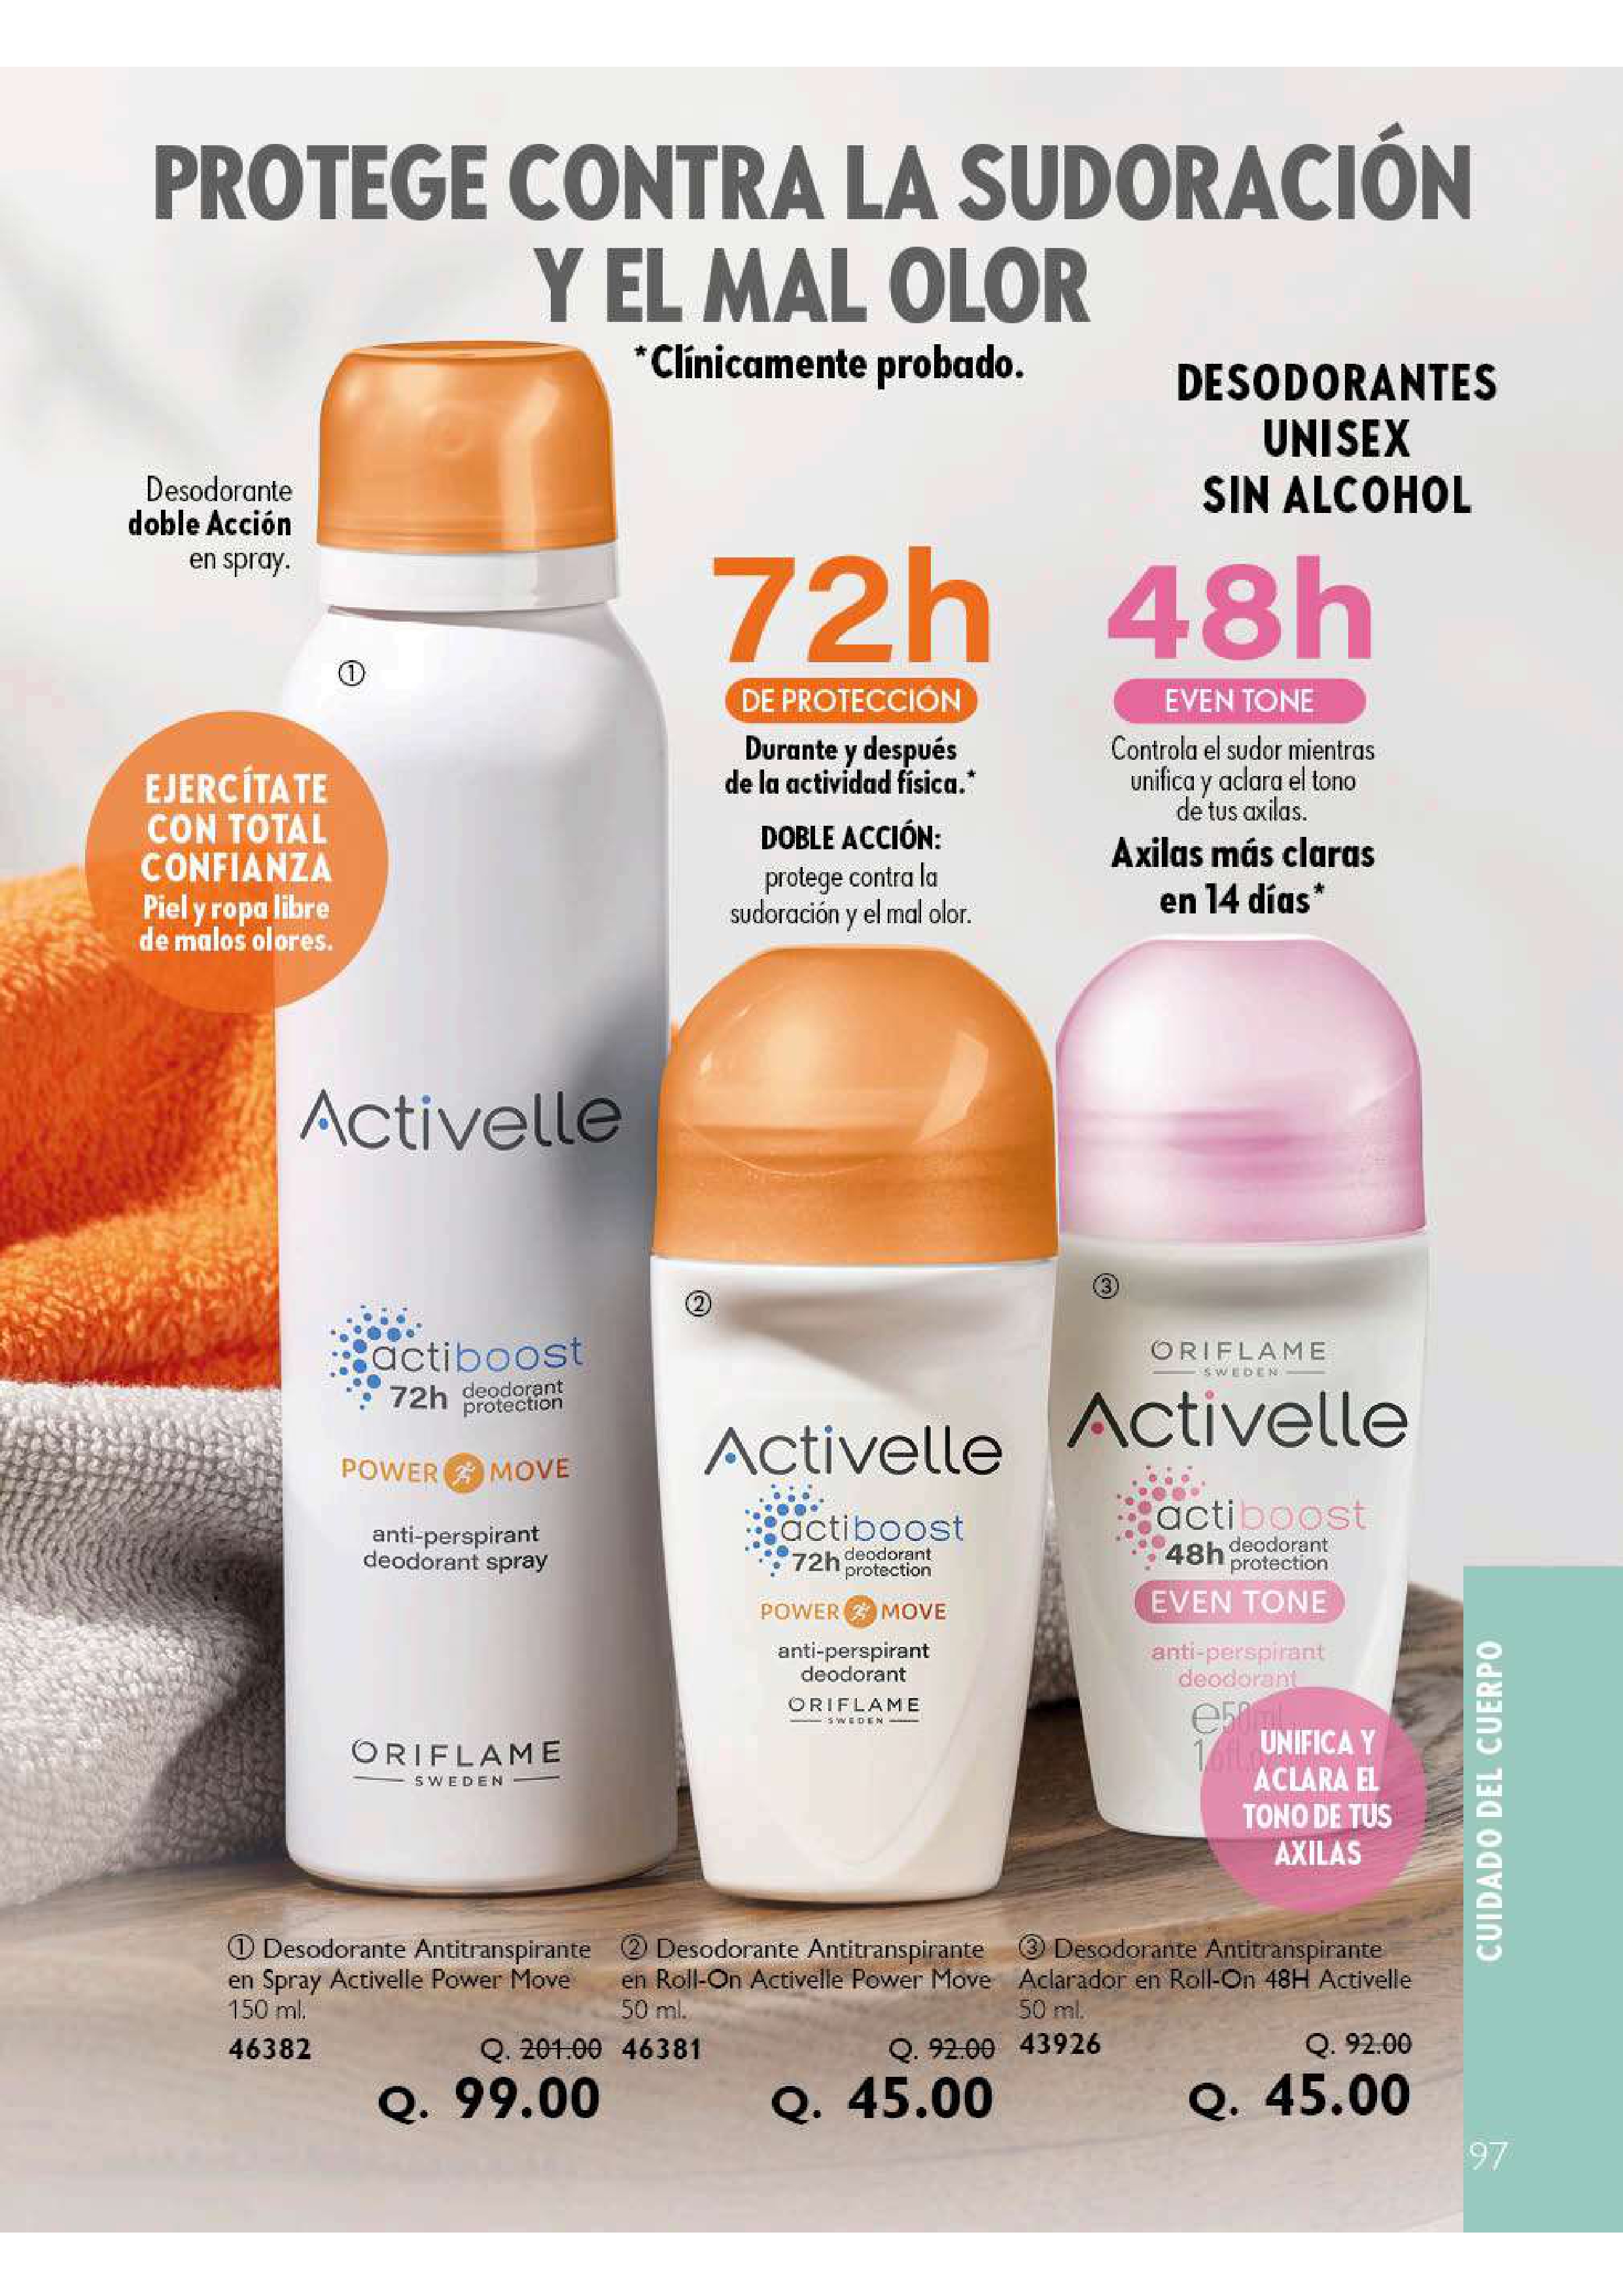 PROTEGE CONTRA LA SUDORACIÓN
Y EL MAL OLOR
*Clínicamente probado.
DESODORANTES
UNISEX
SIN ALCOHOL
Desodorante
doble Acción
en spray.
①
EJERCÍTATE
CON TOTAL
CONFIANZA
Piel y ropa libre
de malos olores.
72h
DE PROTECCIÓN
Durante y después
de la actividad física.*
DOBLE ACCIÓN:
protege contra la
sudoración y el mal olor.
48h
EVEN TONE
Controla el sudor mientras
unifica y aclara el tono
de tus axilas.
Axilas más claras
en 14 días*
Activelle
actiboost
72h deodorant
protection
POWER MOVE
anti-perspirant
deodorant spray
ORIFLAME
SWEDEN
②
Activelle
actiboost
72h deodorant
protection
POWER MOVE
anti-perspirant
deodorant
ORIFLAME
SWEDEN
③
ORIFLAME
SWEDEN
Activelle
actiboost
48h deodorant
protection
EVEN TONE
anti-perspirant
deodorant
e50ml
UNIFICA Y
ACLARA EL
TONO DE TUS
AXILAS
CUIDADO DEL CUERPO
① Desodorante Antitranspirante
en Spray Activelle Power Move
150 ml.
46382 Q. 201.00
Q. 99.00
② Desodorante Antitranspirante
en Roll-On Activelle Power Move
50 ml.
46381 Q. 92.00
Q. 45.00
③ Desodorante Antitranspirante
Aclarador en Roll-On 48H Activelle
50 ml.
43926 Q. 92.00
Q. 45.00
97